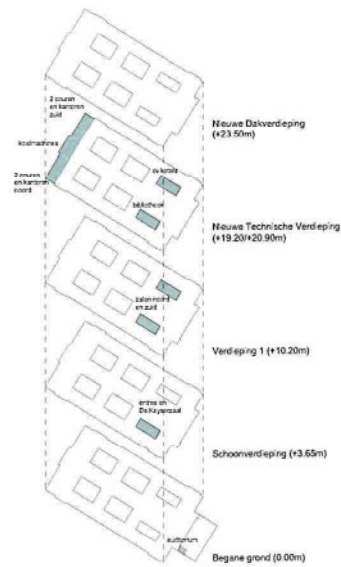 Nieuwe Dakverdieping
(+23.50m)
2 couren
en kantoren
zuid
koelmachines
2 couren
en kantoren
noord
cv ketels
bibliotheek
Nieuwe Technische Verdieping
(+19.20/+20.90m)
zalen noord
en zuid
Verdieping 1 (+10.20m)
entree en
De Keyserzaal
Schoonverdieping (+3.65m)
auditorium
Begane grond (0.00m)